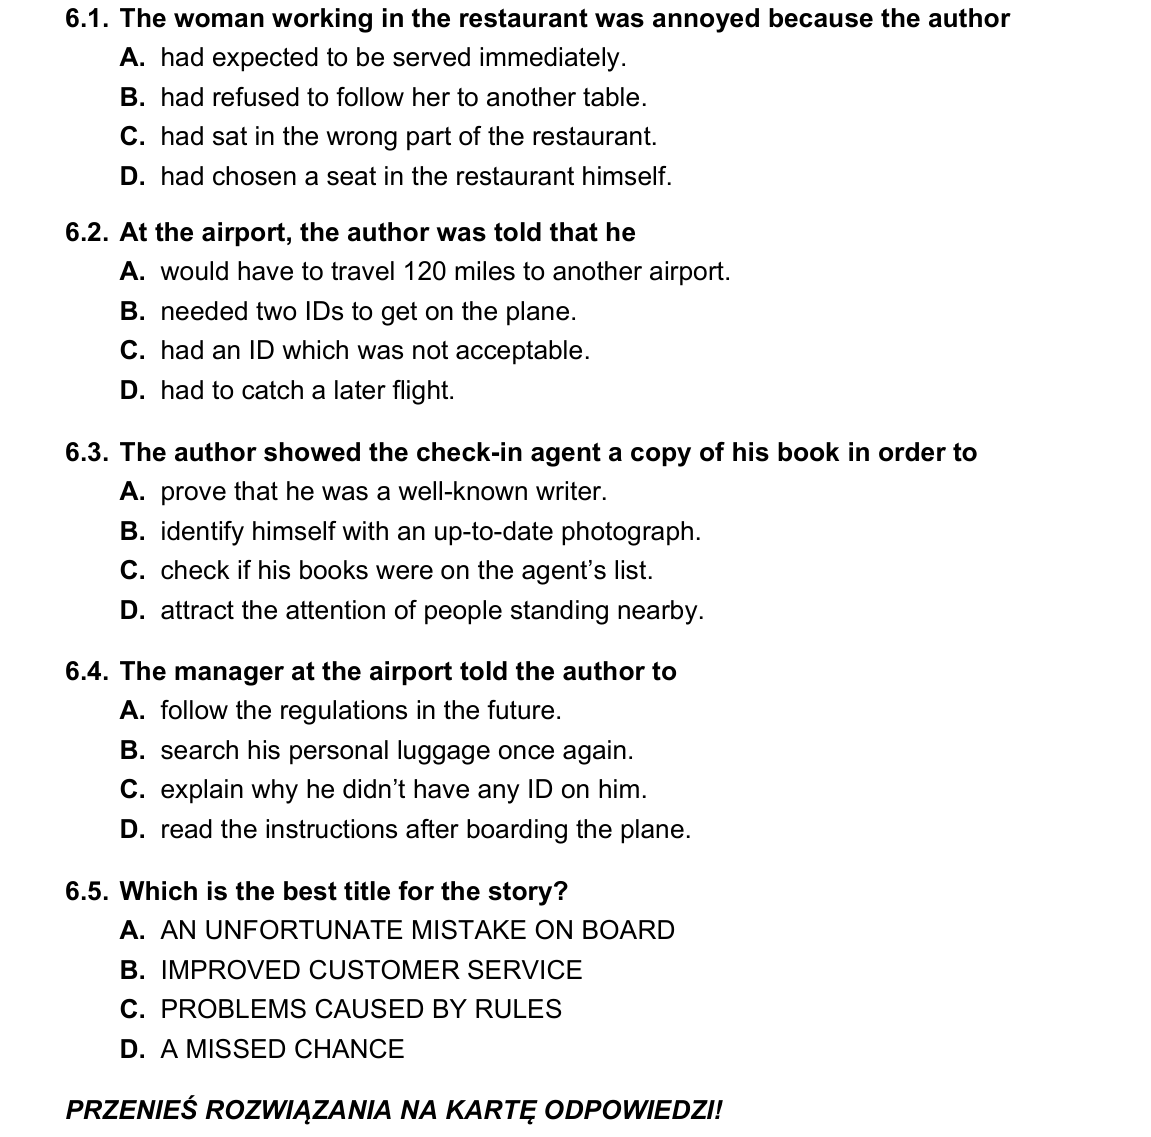 6.1. The woman working in the restaurant was annoyed because the author
A. had expected to be served immediately.
B. had refused to follow her to another table.
C. had sat in the wrong part of the restaurant.
D. had chosen a seat in the restaurant himself.
6.2. At the airport, the author was told that he
A. would have to travel 120 miles to another airport.
B. needed two IDs to get on the plane.
C. had an ID which was not acceptable.
D. had to catch a later flight.
6.3. The author showed the check-in agent a copy of his book in order to
A. prove that he was a well-known writer.
B. identify himself with an up-to-date photograph.
C. check if his books were on the agent’s list.
D. attract the attention of people standing nearby.
6.4. The manager at the airport told the author to
A. follow the regulations in the future.
B. search his personal luggage once again.
C. explain why he didn’t have any ID on him.
D. read the instructions after boarding the plane.
6.5. Which is the best title for the story?
A. AN UNFORTUNATE MISTAKE ON BOARD
B. IMPROVED CUSTOMER SERVICE
C. PROBLEMS CAUSED BY RULES
D. A MISSED CHANCE
PRZENIEŚ ROZWIĄZANIA NA KARTĘ ODPOWIEDZI!